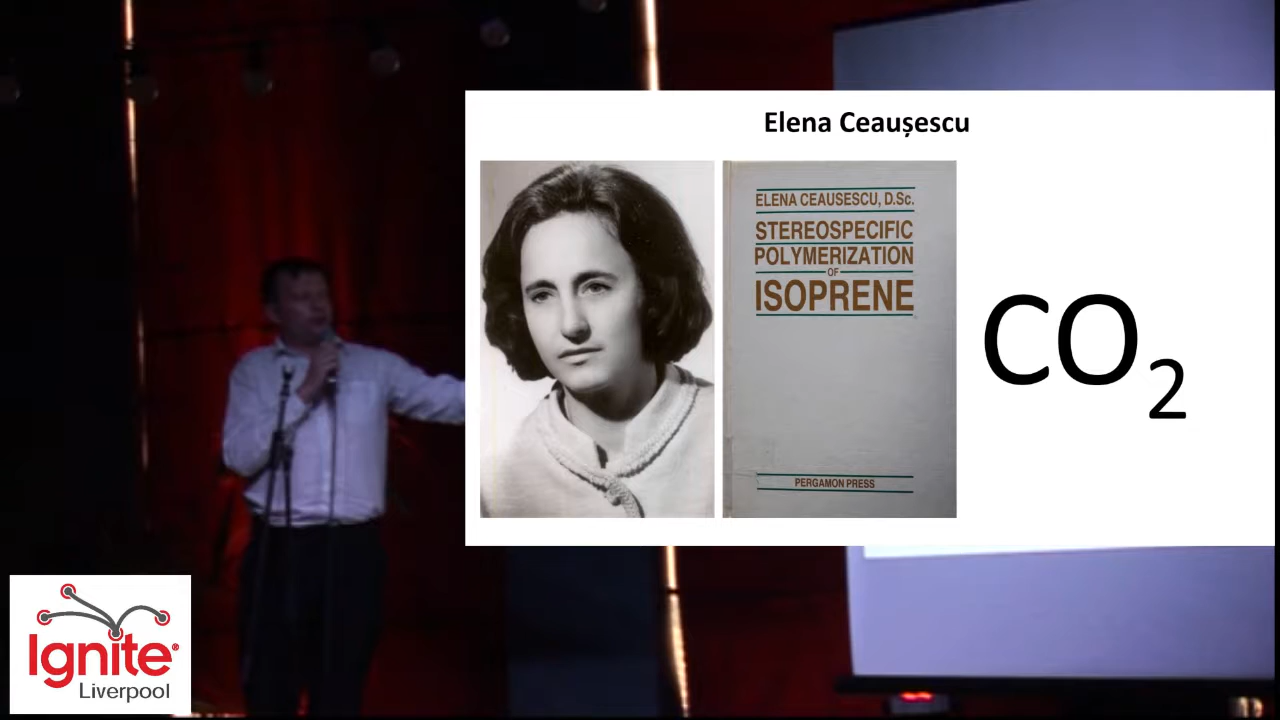 Elena Ceaușescu
ELENA CEAUSESCU, D.Sc.
STEREOSPECIFIC
POLYMERIZATION
OF
ISOPRENE
PERGAMON PRESS
CO₂
Ignite®
Liverpool